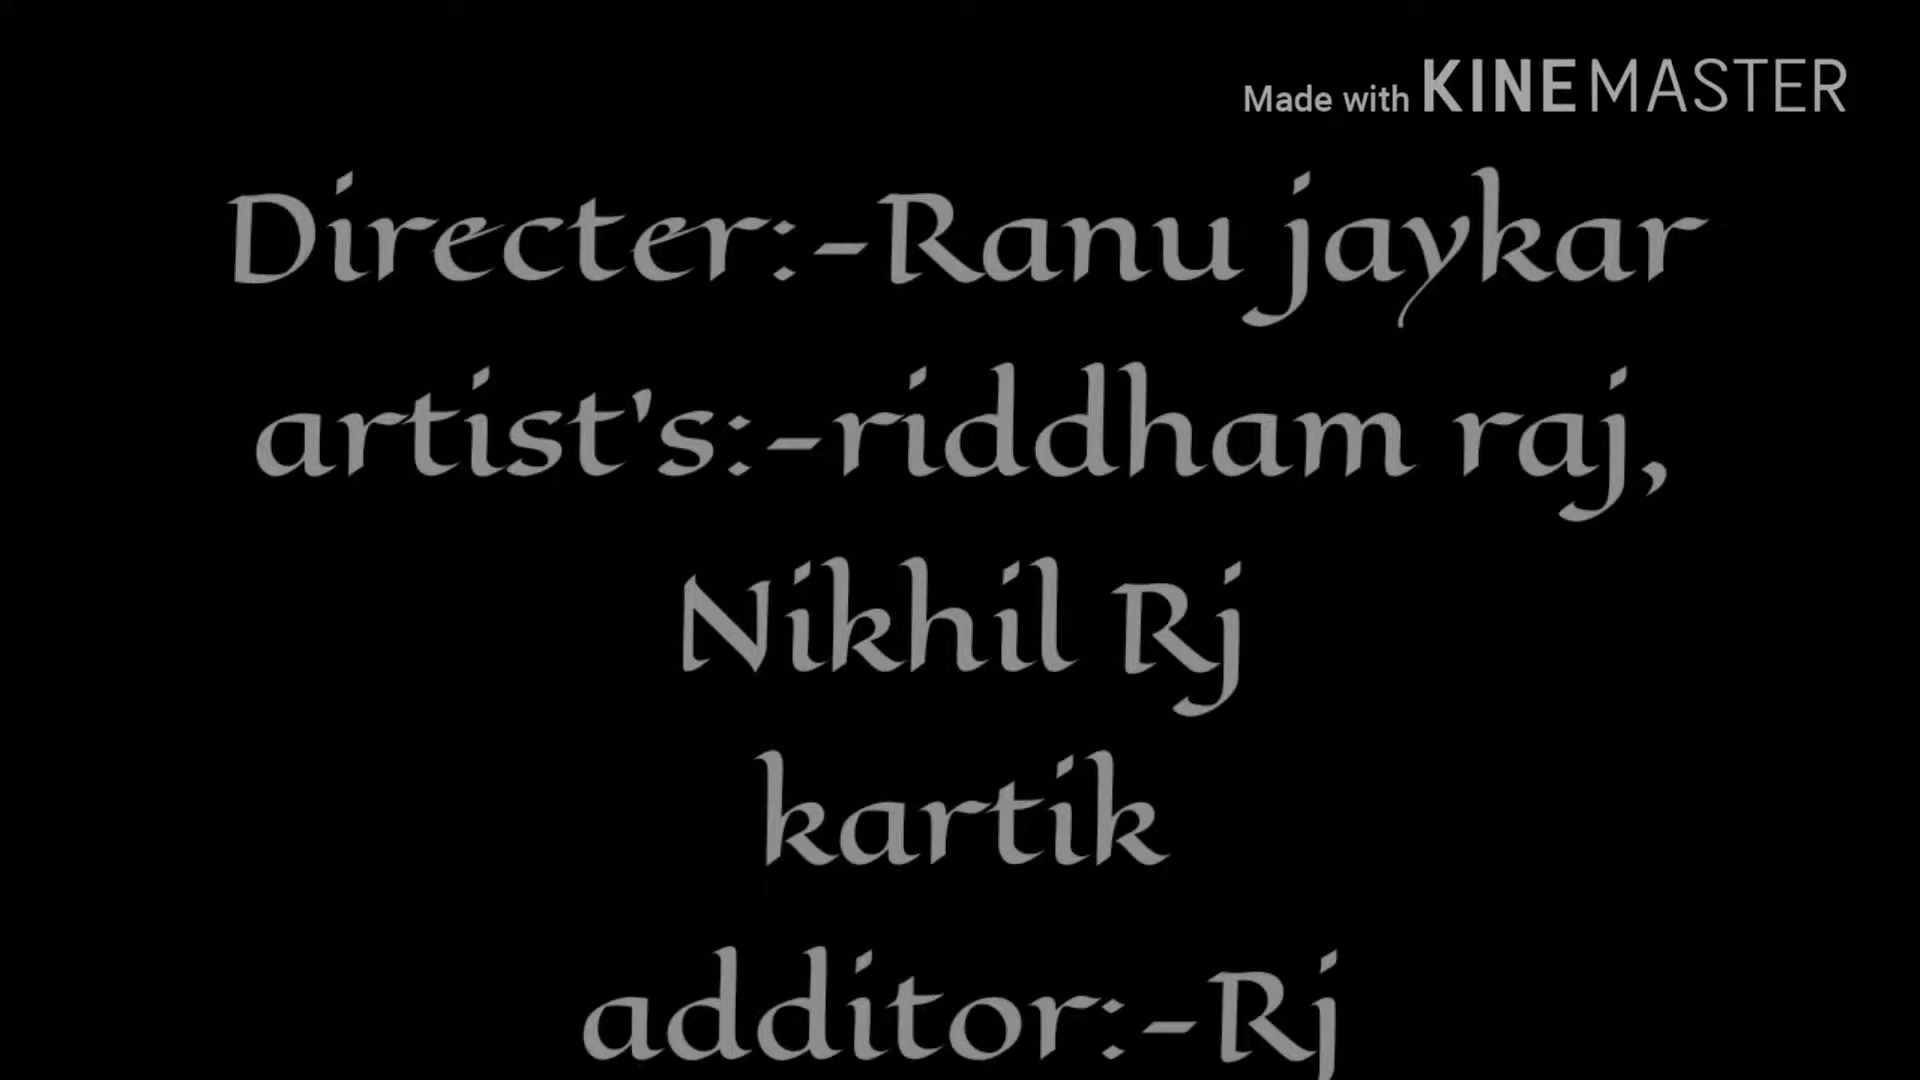 Made with KINEMASTER
Directer:-Ranu jaykar
artist's:-riddham raj,
Nikhil Rj
kartik
additor:-Rj